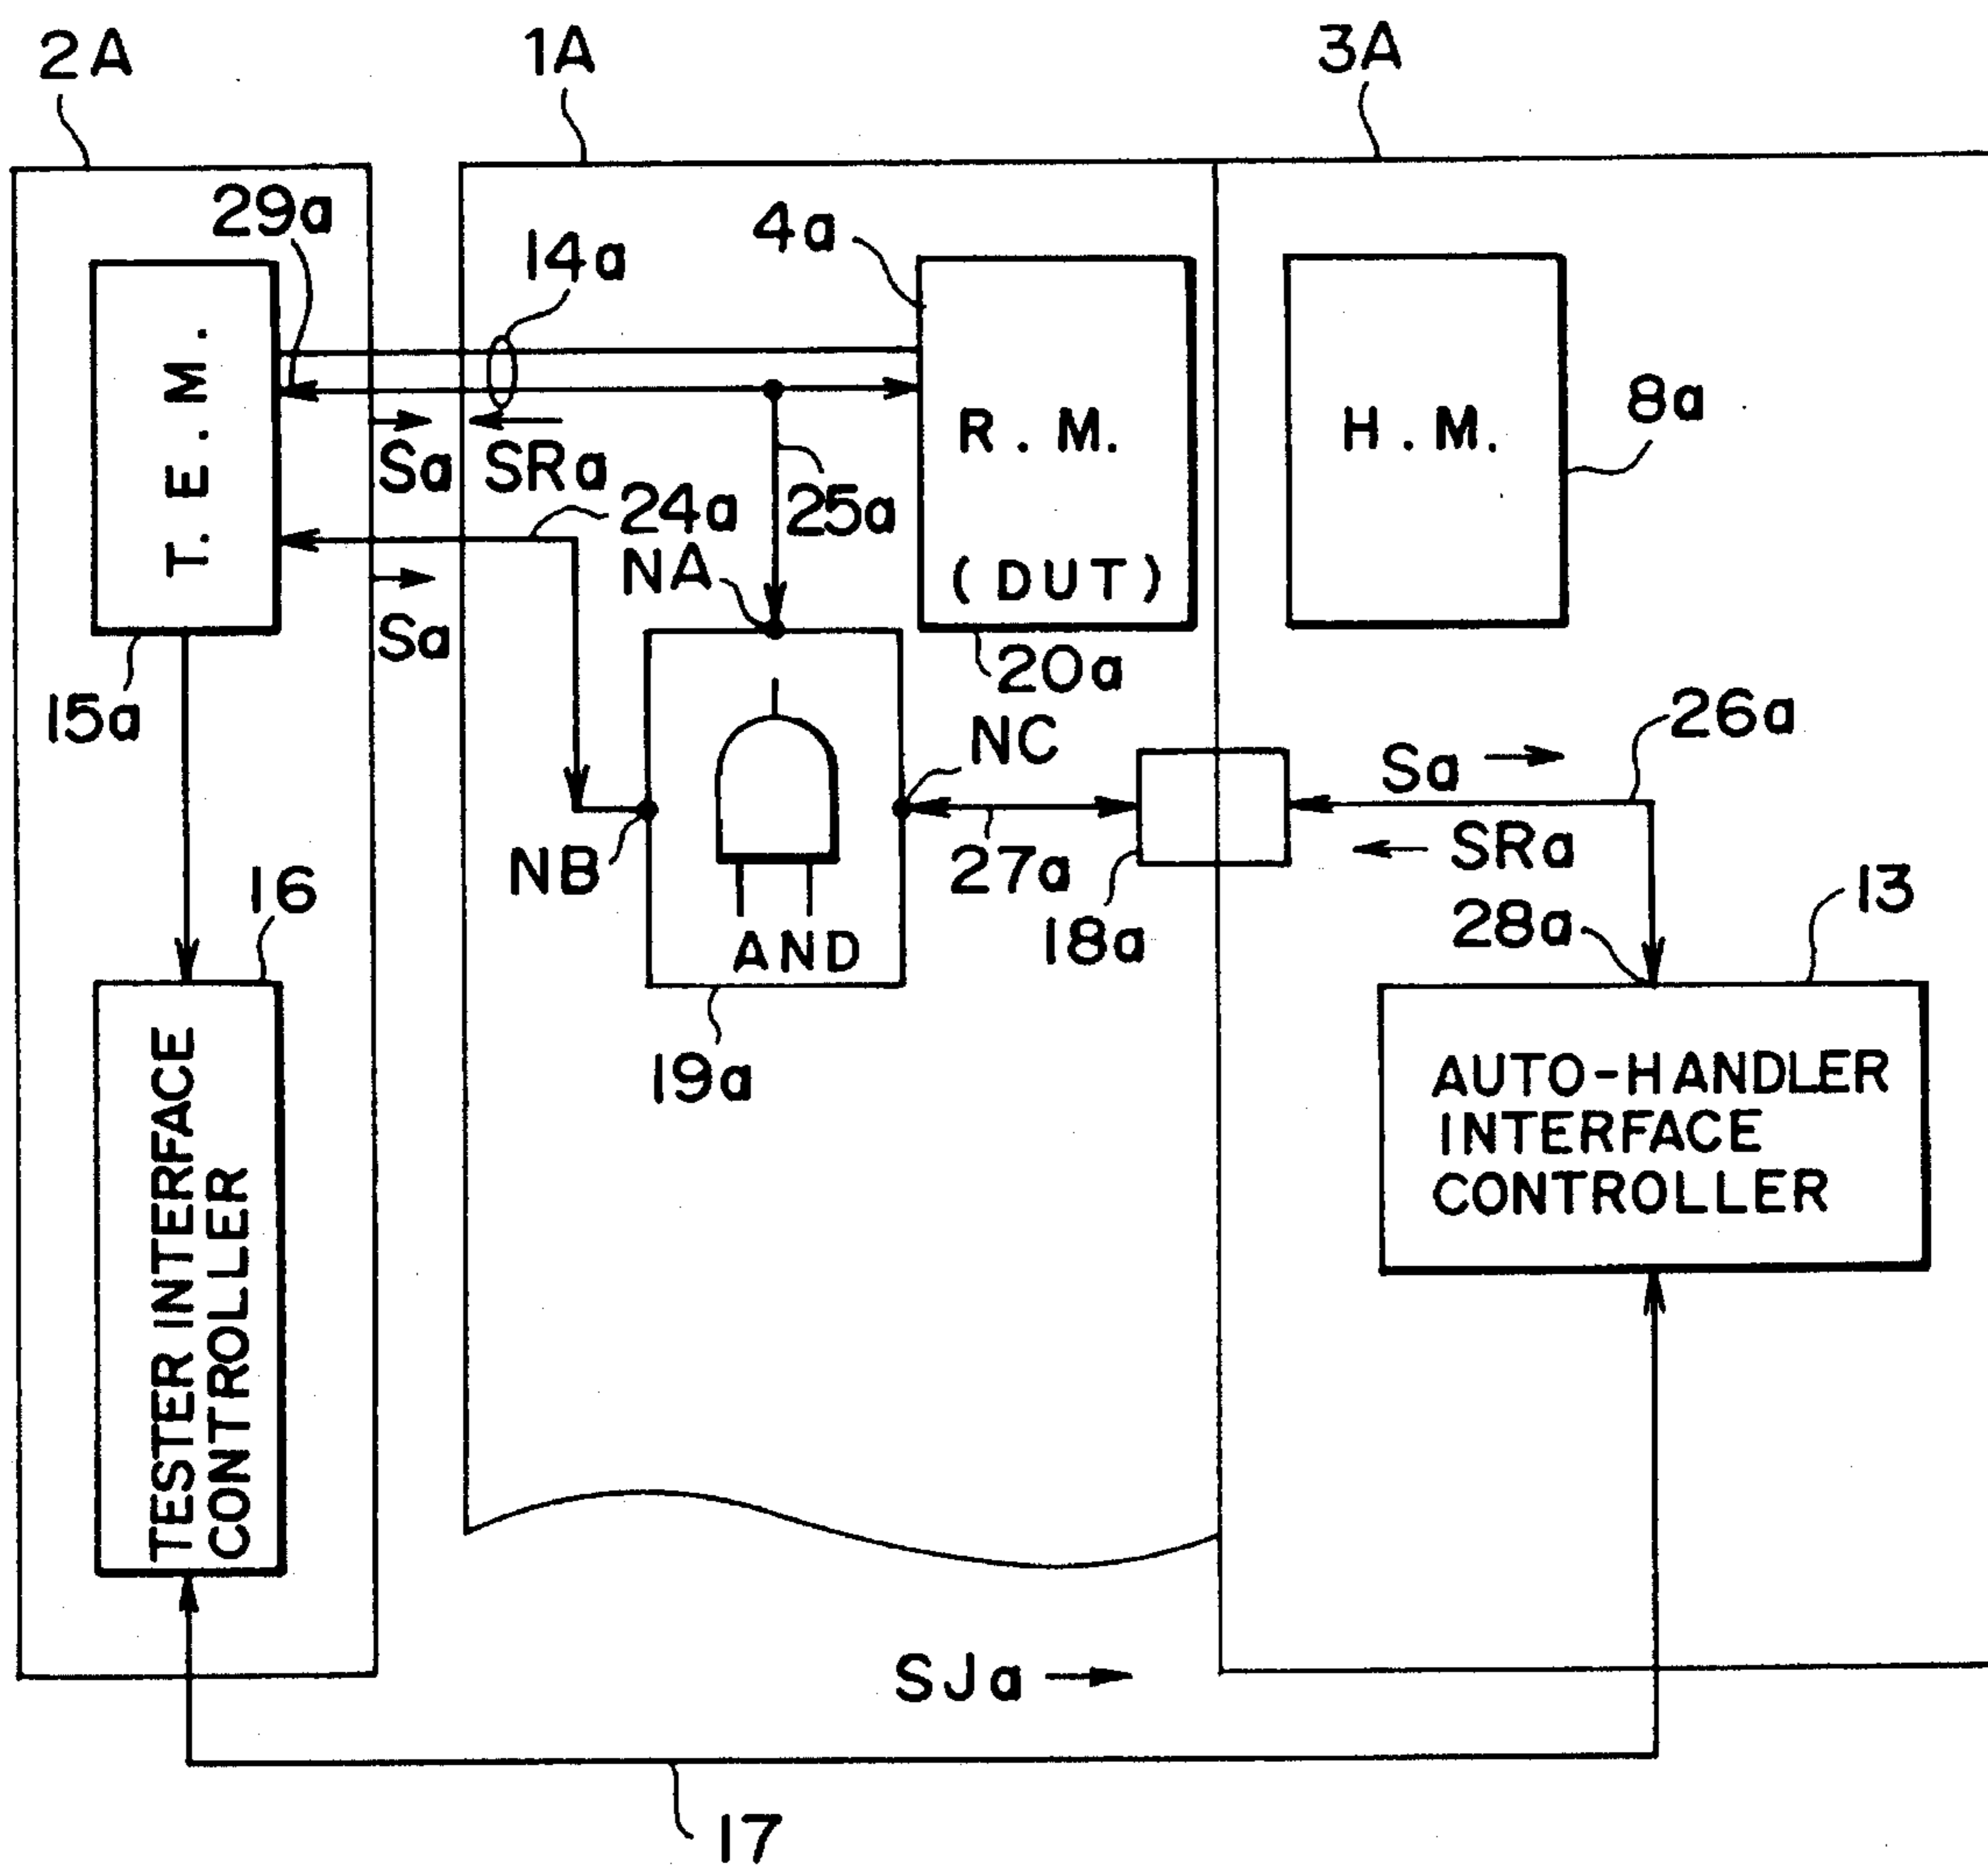 2A
1A
3A
29a
14a
4a
T. E. M.
R. M.
(DUT)
H. M.
8a
Sa
SRa
24a
25a
NA
Sa
15a
20a
NC
26a
Sa
SRa
NB
27a
18a
28a
13
16
AND
19a
TESTER INTERFACE
CONTROLLER
AUTO-HANDLER
INTERFACE
CONTROLLER
SJa
17